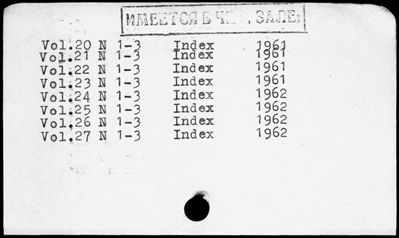 ИМЕЕТСЯ В ЧИТ. ЗАЛЕ.
Vol.20 N 1-3 Index 1961
Vol.21 N 1-3 Index 1961
Vol.22 N 1-3 Index 1961
Vol.23 N 1-3 Index 1961
Vol.24 N 1-3 Index 1962
Vol.25 N 1-3 Index 1962
Vol.26 N 1-3 Index 1962
Vol.27 N 1-3 Index 1962